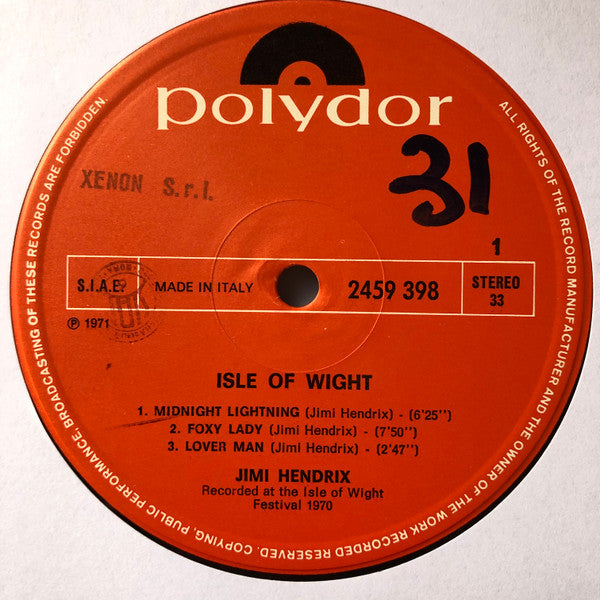 polydor
31
XENON S.r.l.
1
S.I.A.E.
MADE IN ITALY
2459 398
STEREO
33
℗ 1971
ISLE OF WIGHT
1. MIDNIGHT LIGHTNING (Jimi Hendrix) - (6'25")
2. FOXY LADY (Jimi Hendrix) - (7'50")
3. LOVER MAN (Jimi Hendrix) - (2'47")
JIMI HENDRIX
Recorded at the Isle of Wight
Festival 1970
ALL RIGHTS OF THE RECORD MANUFACTURER AND THE OWNER OF THE WORK RECORDED RESERVED. COPYING, PUBLIC PERFORMANCE, BROADCASTING OF THESE RECORDS ARE FORBIDDEN.